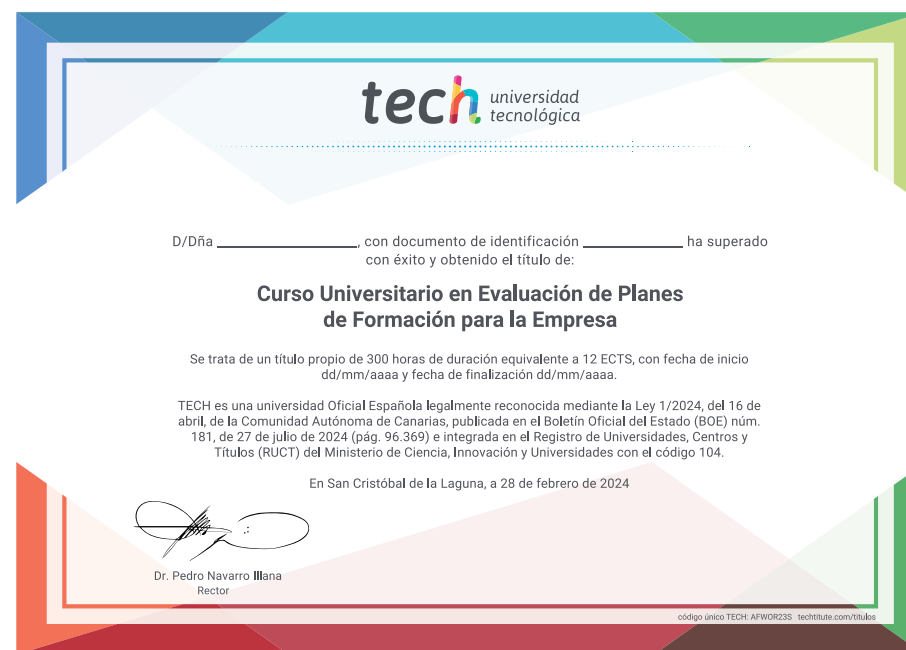 tech universidad
tecnológica
D/Dña ____________________, con documento de identificación ______________ ha superado
con éxito y obtenido el título de:
Curso Universitario en Evaluación de Planes
de Formación para la Empresa
Se trata de un título propio de 300 horas de duración equivalente a 12 ECTS, con fecha de inicio
dd/mm/aaaa y fecha de finalización dd/mm/aaaa.
TECH es una universidad Oficial Española legalmente reconocida mediante la Ley 1/2024, del 16 de
abril, de la Comunidad Autónoma de Canarias, publicada en el Boletín Oficial del Estado (BOE) núm.
181, de 27 de julio de 2024 (pág. 96.369) e integrada en el Registro de Universidades, Centros y
Títulos (RUCT) del Ministerio de Ciencia, Innovación y Universidades con el código 104.
En San Cristóbal de la Laguna, a 28 de febrero de 2024
Dr. Pedro Navarro Illana
Rector
código único TECH: AFWOR23S techtitute.com/titulos